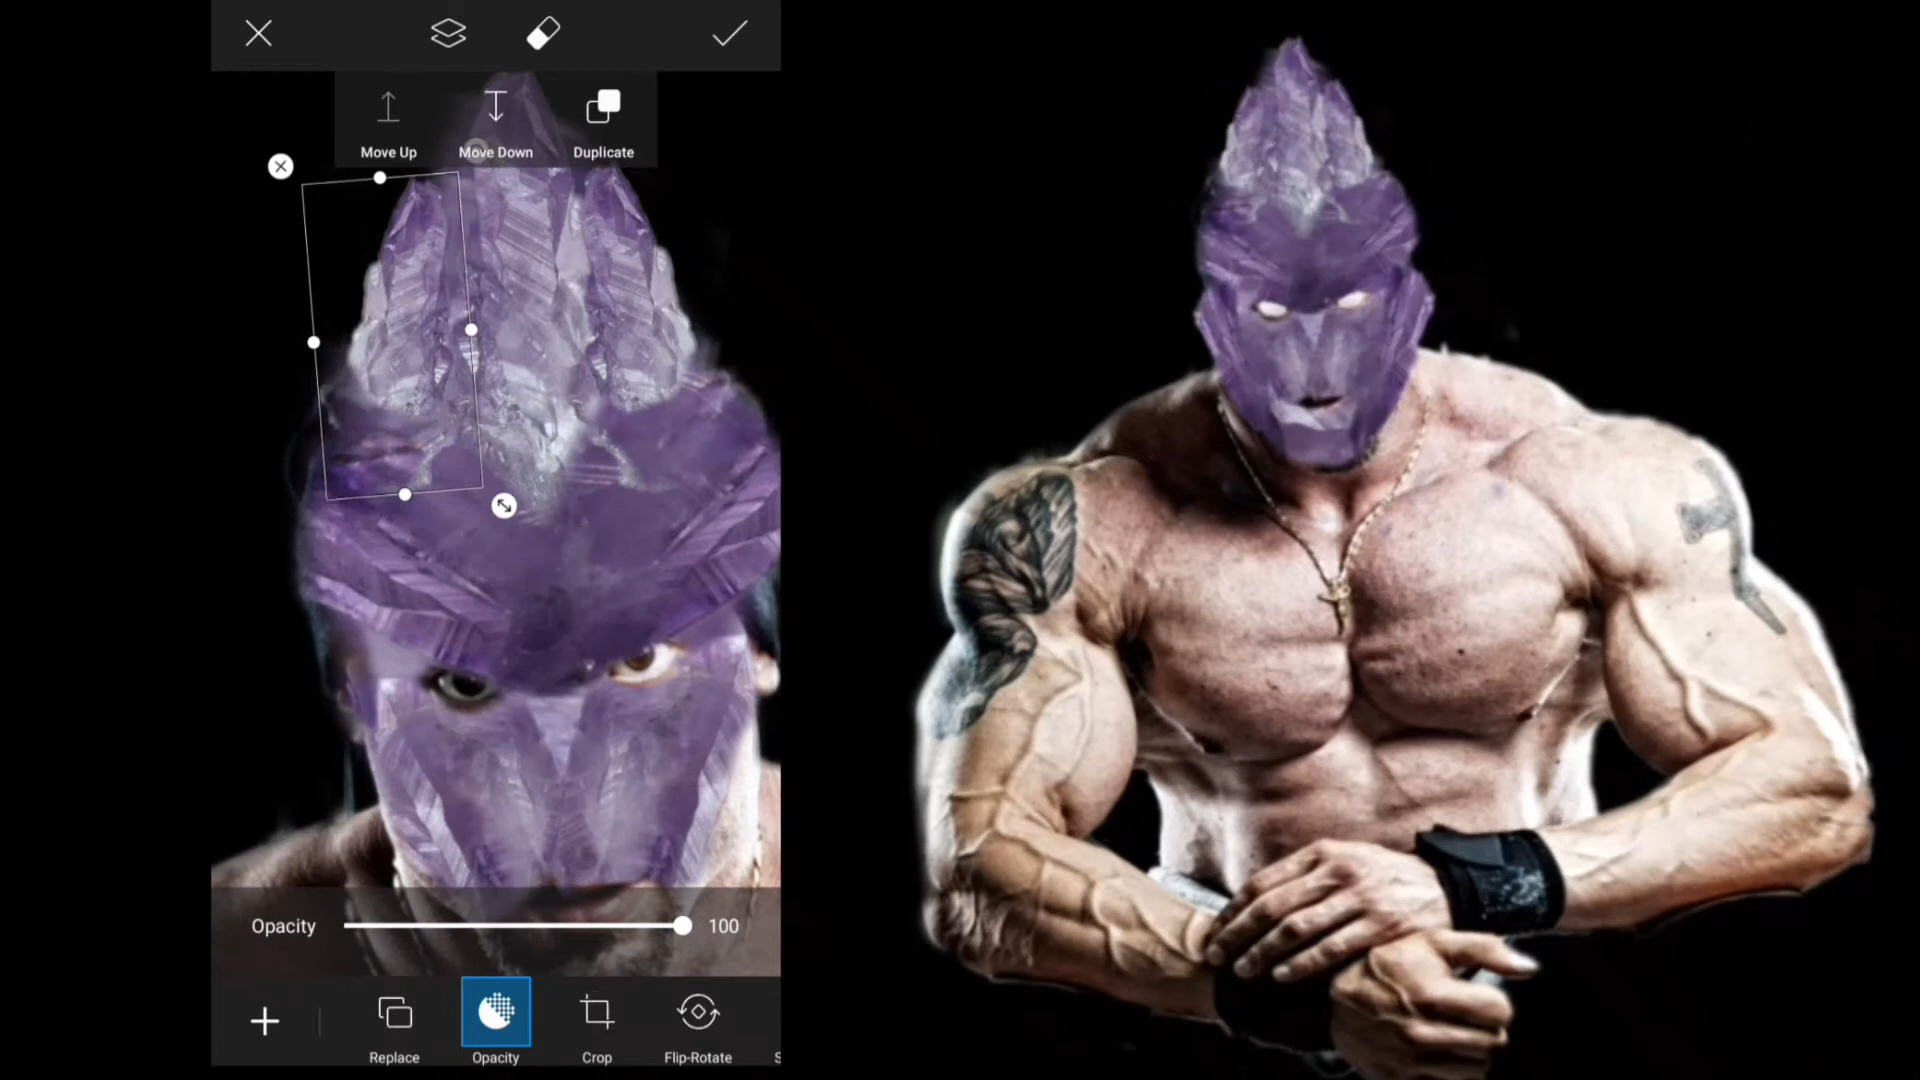 Move Up
Move Down
Duplicate
Opacity
100
Replace
Opacity
Crop
Flip-Rotate
S